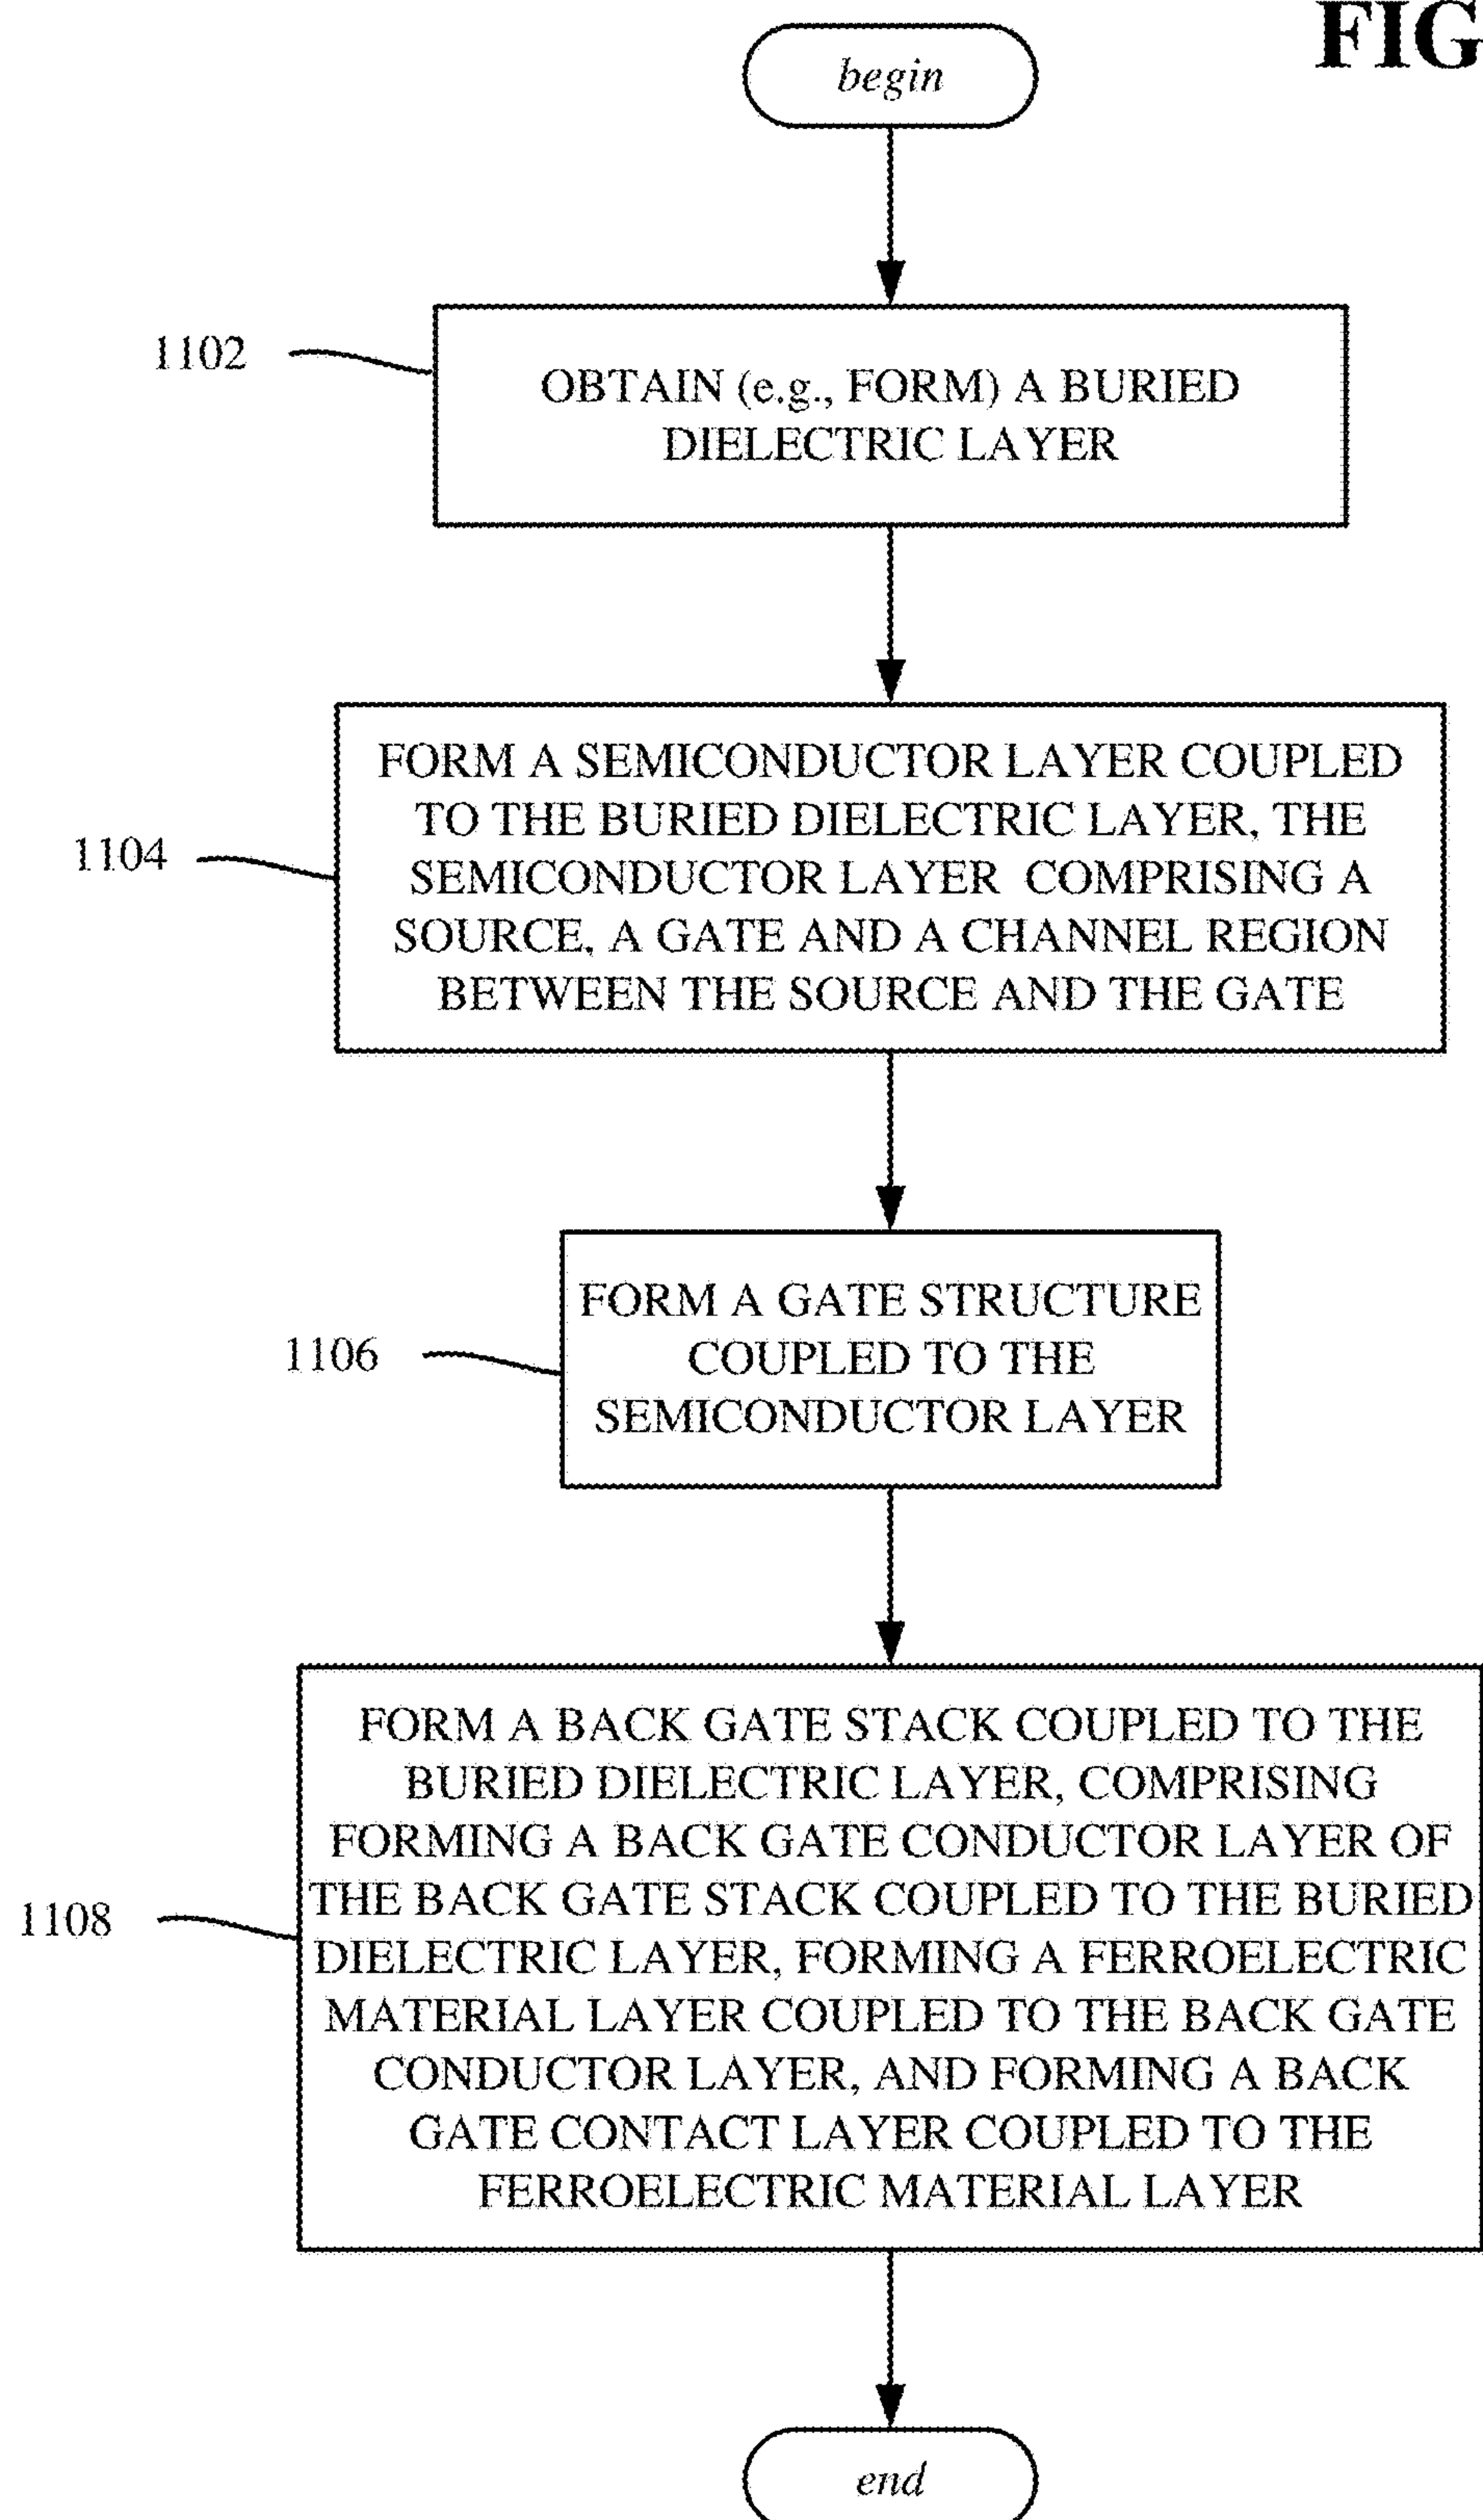 FIG
begin
1102
OBTAIN (e.g., FORM) A BURIED
DIELECTRIC LAYER
1104
FORM A SEMICONDUCTOR LAYER COUPLED
TO THE BURIED DIELECTRIC LAYER, THE
SEMICONDUCTOR LAYER COMPRISING A
SOURCE, A GATE AND A CHANNEL REGION
BETWEEN THE SOURCE AND THE GATE
1106
FORM A GATE STRUCTURE
COUPLED TO THE
SEMICONDUCTOR LAYER
1108
FORM A BACK GATE STACK COUPLED TO THE
BURIED DIELECTRIC LAYER, COMPRISING
FORMING A BACK GATE CONDUCTOR LAYER OF
THE BACK GATE STACK COUPLED TO THE BURIED
DIELECTRIC LAYER, FORMING A FERROELECTRIC
MATERIAL LAYER COUPLED TO THE BACK GATE
CONDUCTOR LAYER, AND FORMING A BACK
GATE CONTACT LAYER COUPLED TO THE
FERROELECTRIC MATERIAL LAYER
end